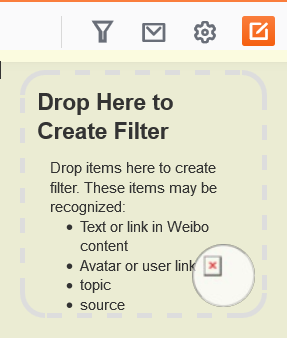 Drop Here to
Create Filter
Drop items here to create
filter. These items may be
recognized:
• Text or link in Weibo
content
• Avatar or user link
• topic
• source